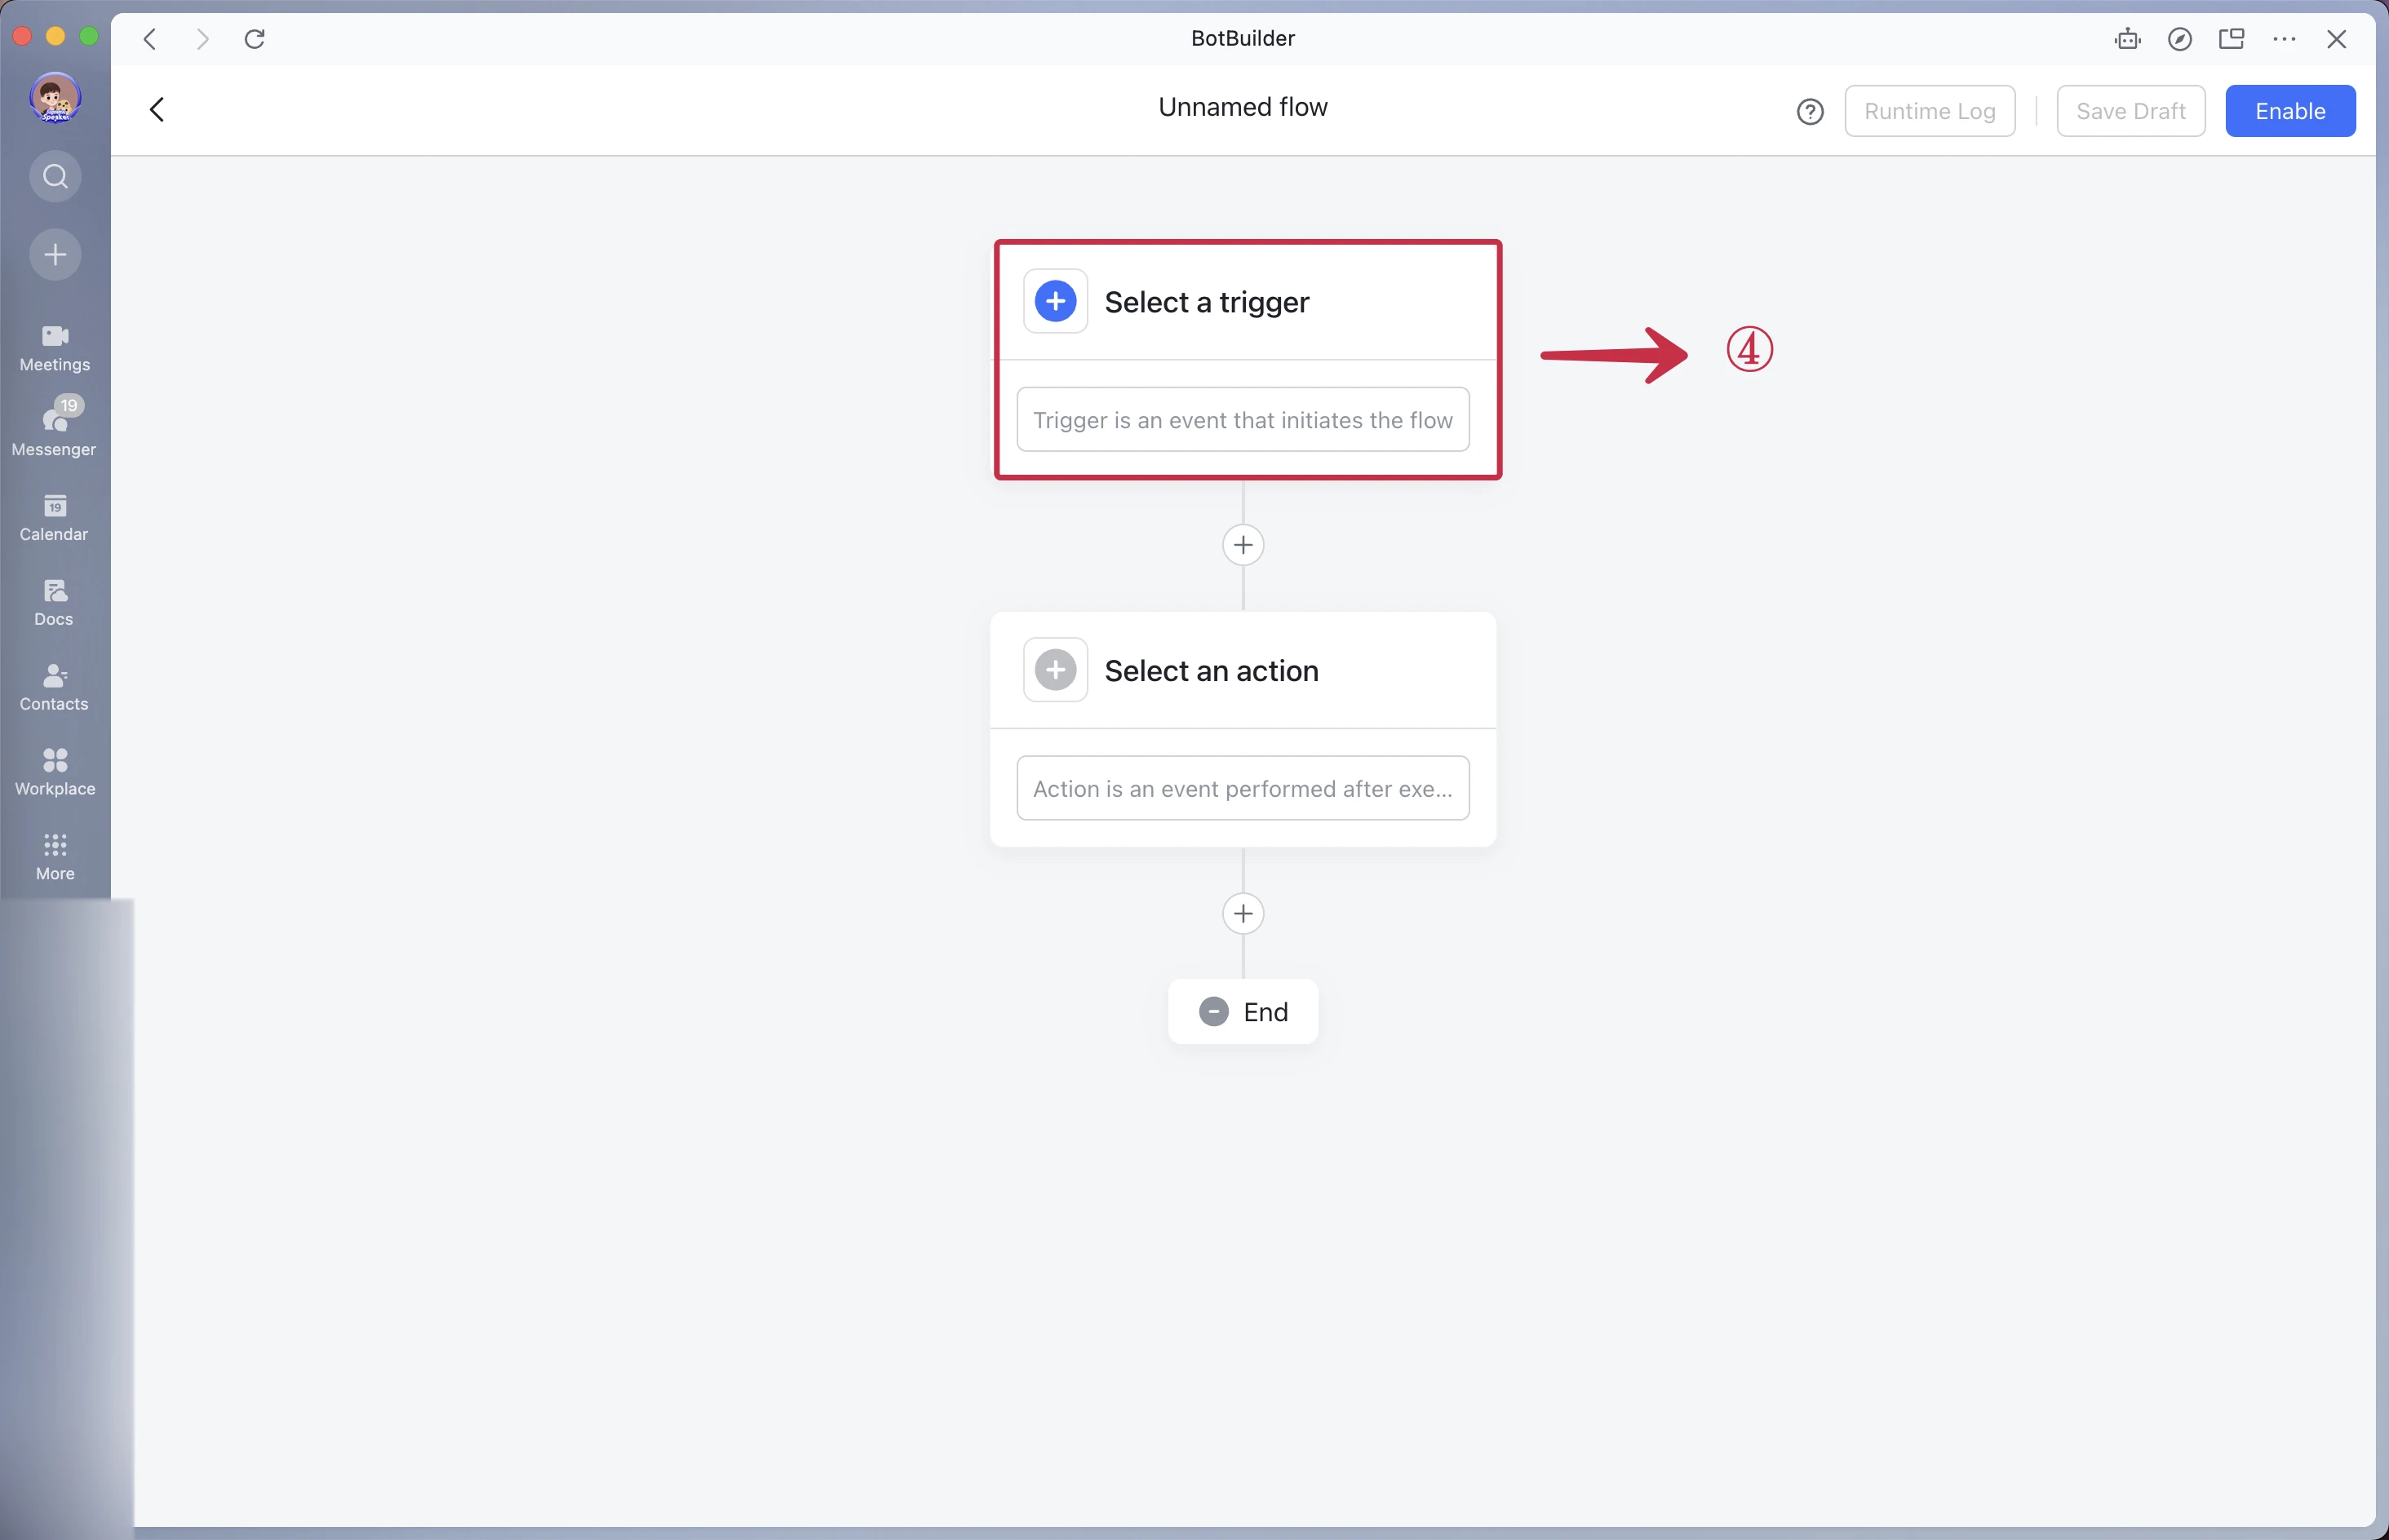 BotBuilder
Unnamed flow
Runtime Log
Save Draft
Enable
Meetings
19
Messenger
19
Calendar
Docs
Contacts
Workplace
More
Select a trigger
Trigger is an event that initiates the flow
④
Select an action
Action is an event performed after exe...
End